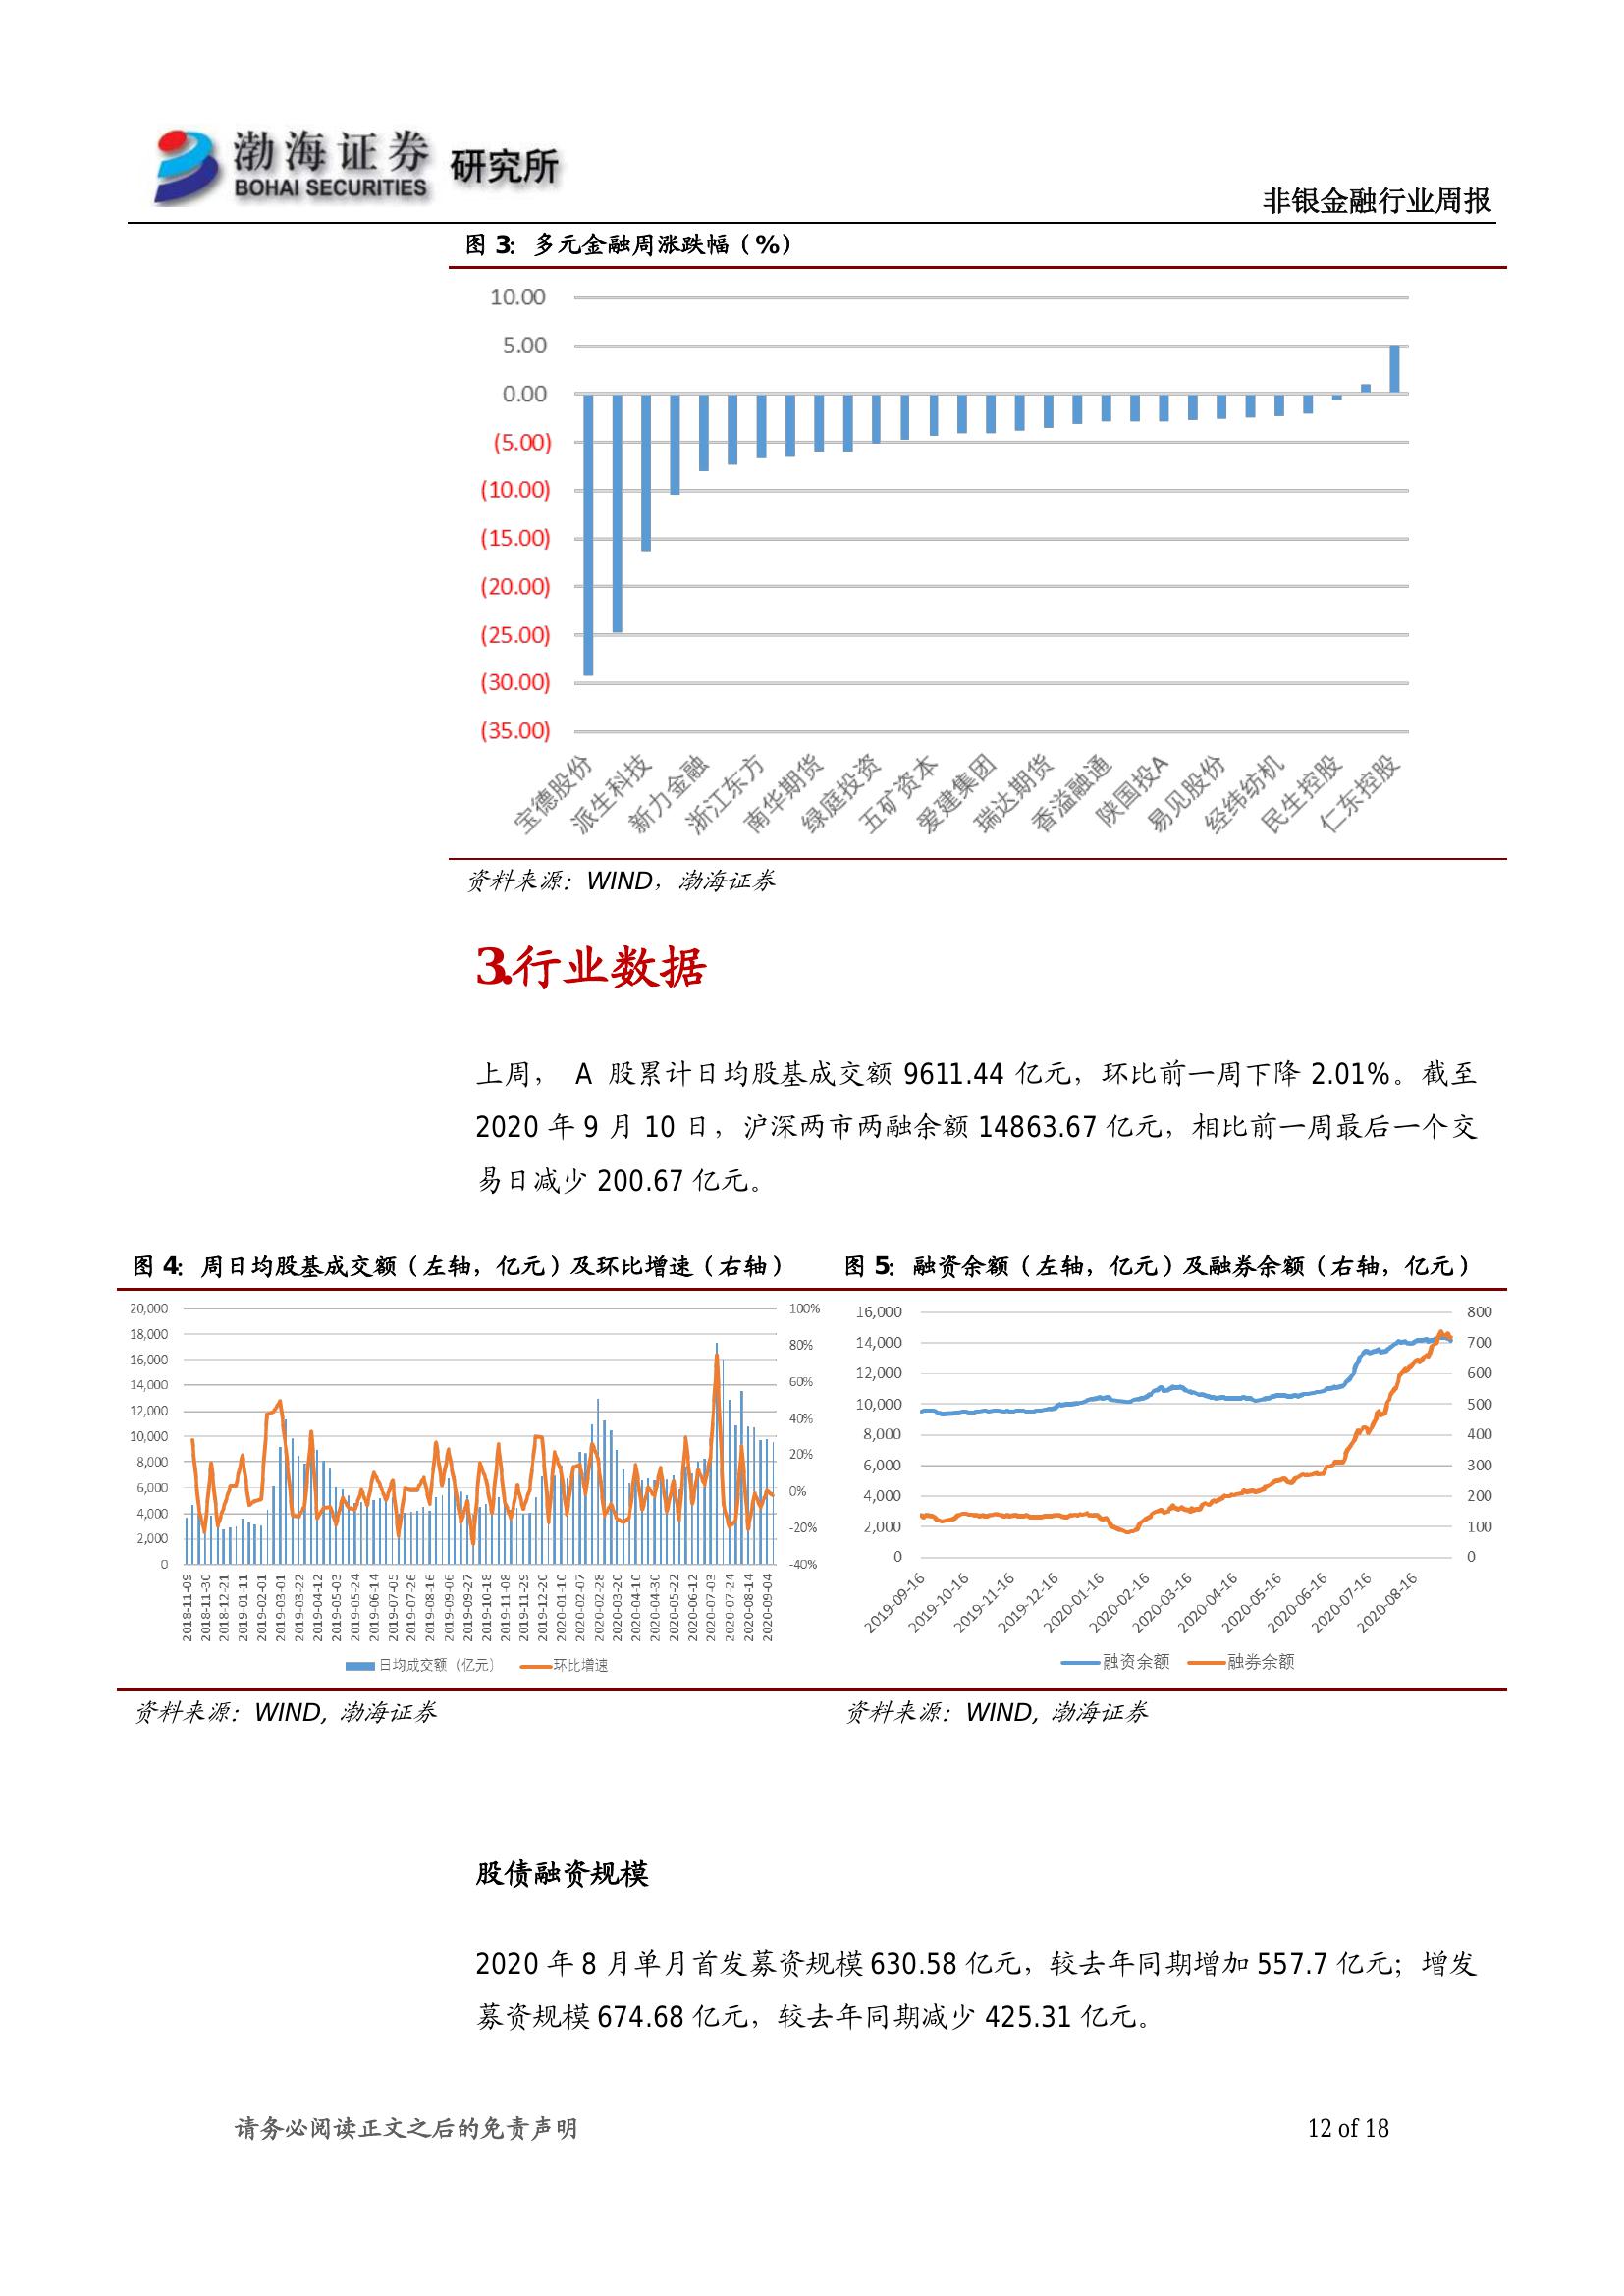 渤海证券 研究所
BOHAI SECURITIES
非银金融行业周报
图 3: 多元金融周涨跌幅（%）
10.00
5.00
0.00
(5.00)
(10.00)
(15.00)
(20.00)
(25.00)
(30.00)
(35.00)
宝德股份 派生科技 新力金融 浙江东方 南华期货 绿庭投资 五矿资本 爱建集团 瑞达期货 香溢融通 陕国投A 易见股份 经纬纺机 民生控股 仁东控股
资料来源：WIND，渤海证券
3.行业数据
上周， A 股累计日均股基成交额 9611.44 亿元，环比前一周下降 2.01%。截至
2020 年 9 月 10 日，沪深两市两融余额 14863.67 亿元，相比前一周最后一个交
易日减少 200.67 亿元。
图 4: 周日均股基成交额（左轴，亿元）及环比增速（右轴）
20,000
18,000
16,000
14,000
12,000
10,000
8,000
6,000
4,000
2,000
0
100%
80%
60%
40%
20%
0%
-20%
-40%
2018-11-09 2018-11-30 2018-12-21 2019-01-11 2019-02-01 2019-03-01 2019-03-22 2019-04-12 2019-05-03 2019-05-24 2019-06-14 2019-07-05 2019-07-26 2019-08-16 2019-09-06 2019-09-27 2019-10-18 2019-11-08 2019-11-29 2019-12-20 2020-01-10 2020-02-07 2020-02-28 2020-03-20 2020-04-10 2020-04-30 2020-05-22 2020-06-12 2020-07-03 2020-07-24 2020-08-14 2020-09-04
日均成交额（亿元） 环比增速
资料来源：WIND, 渤海证券
图 5: 融资余额（左轴，亿元）及融券余额（右轴，亿元）
16,000
14,000
12,000
10,000
8,000
6,000
4,000
2,000
0
800
700
600
500
400
300
200
100
0
2019-09-16 2019-10-16 2019-11-16 2019-12-16 2020-01-16 2020-02-16 2020-03-16 2020-04-16 2020-05-16 2020-06-16 2020-07-16 2020-08-16
融资余额 融券余额
资料来源：WIND, 渤海证券
股债融资规模
2020 年 8 月单月首发募资规模 630.58 亿元，较去年同期增加 557.7 亿元；增发
募资规模 674.68 亿元，较去年同期减少 425.31 亿元。
请务必阅读正文之后的免责声明
12 of 18